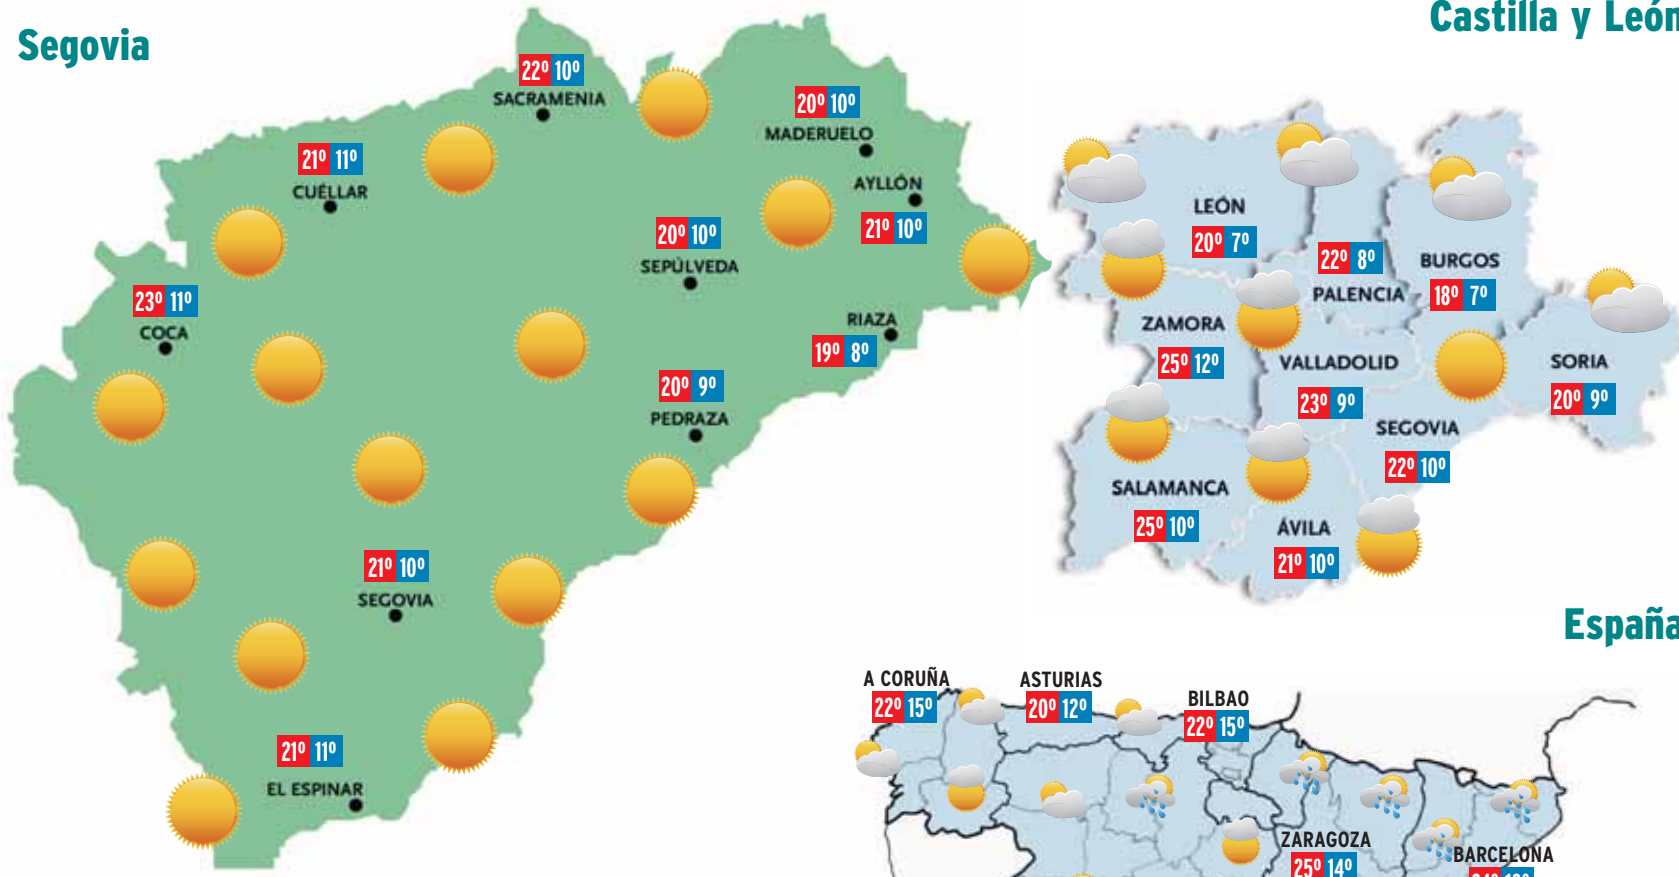 Segovia
22º 10º
SACRAMENIA
20º 10º
MADERUELO
21º 11º
CUÉLLAR
AYLLÓN
21º 10º
20º 10º
SEPÚLVEDA
23º 11º
COCA
RIAZA
19º 8º
20º 9º
PEDRAZA
21º 10º
SEGOVIA
21º 11º
EL ESPINAR
Castilla y León
LEÓN
20º 7º
22º 8º
PALENCIA
BURGOS
18º 7º
ZAMORA
25º 12º
VALLADOLID
23º 9º
SORIA
20º 9º
SEGOVIA
22º 10º
SALAMANCA
25º 10º
ÁVILA
21º 10º
España
A CORUÑA
22º 15º
ASTURIAS
20º 12º
BILBAO
22º 15º
ZARAGOZA
25º 14º
BARCELONA